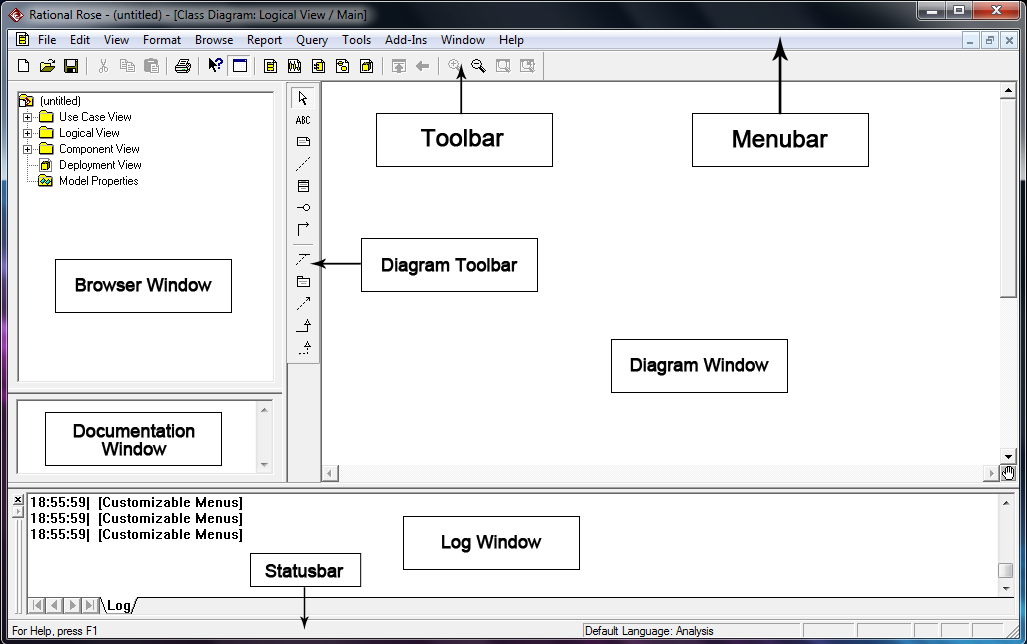 Rational Rose - (untitled) - [Class Diagram: Logical View / Main]
File Edit View Format Browse Report Query Tools Add-Ins Window Help
Toolbar
Menubar
(untitled)
Use Case View
Logical View
Component View
Deployment View
Model Properties
ABC
Diagram Toolbar
Browser Window
Diagram Window
Documentation
Window
18:55:59| [Customizable Menus]
18:55:59| [Customizable Menus]
18:55:59| [Customizable Menus]
Log Window
Statusbar
Log
For Help, press F1
Default Language: Analysis